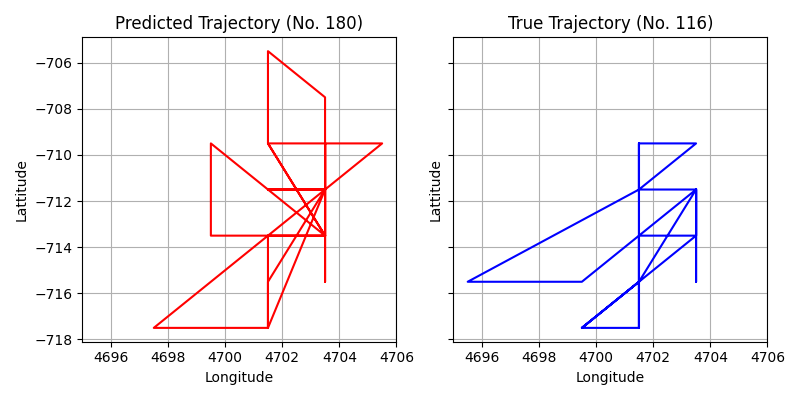 Predicted Trajectory (No. 180)
True Trajectory (No. 116)
−706
−708
−710
−712
−714
−716
−718
Lattitude
Lattitude
4696 4698 4700 4702 4704 4706
4696 4698 4700 4702 4704 4706
Longitude
Longitude